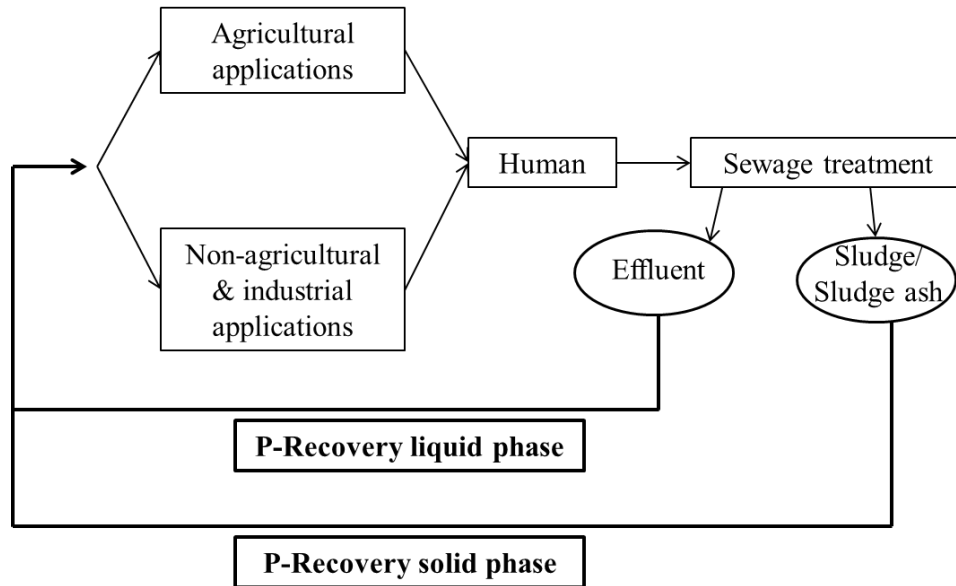 Agricultural
applications
Human
Sewage treatment
Non-agricultural
& industrial
applications
Effluent
Sludge/
Sludge ash
P-Recovery liquid phase
P-Recovery solid phase